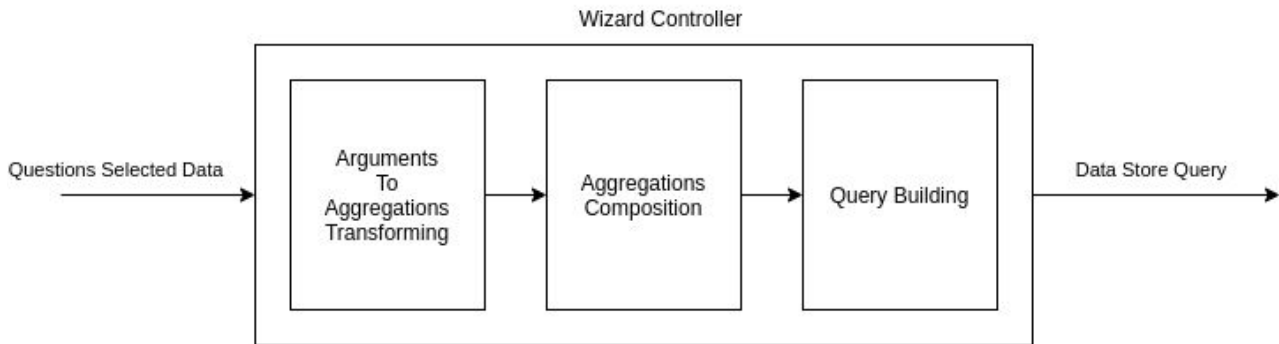 Wizard Controller
Questions Selected Data
Arguments
To
Aggregations
Transforming
Aggregations
Composition
Query Building
Data Store Query